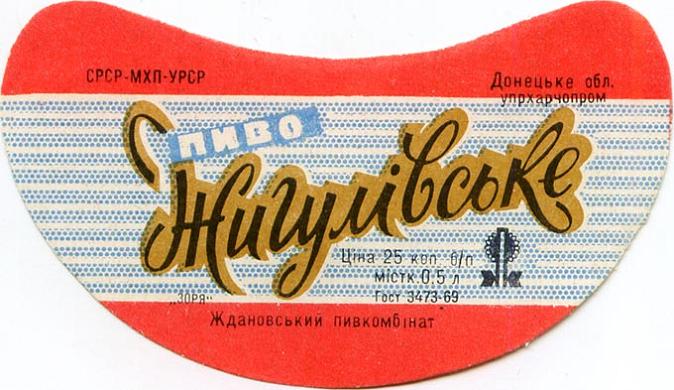 СРСР-МХП-УРСР
Донецьке обл.
упрхарчопром
ПИВО
Жигулівське
Ціна 25 коп. б/п
містк. 0,5 л
Гост 3473-69
„ЗОРЯ"
Ждановський пивкомбінат